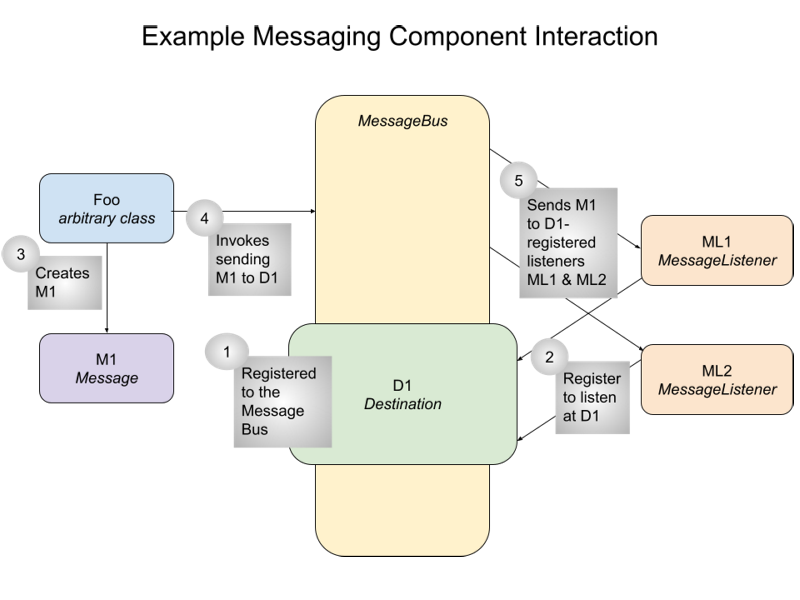 Example Messaging Component Interaction
MessageBus
Foo
arbitrary class
3
Creates
M1
4
Invokes
sending
M1 to D1
M1
Message
1
Registered
to the
Message
Bus
D1
Destination
5
Sends M1
to D1-
registered
listeners
ML1 & ML2
2
Register
to listen
at D1
ML1
MessageListener
ML2
MessageListener